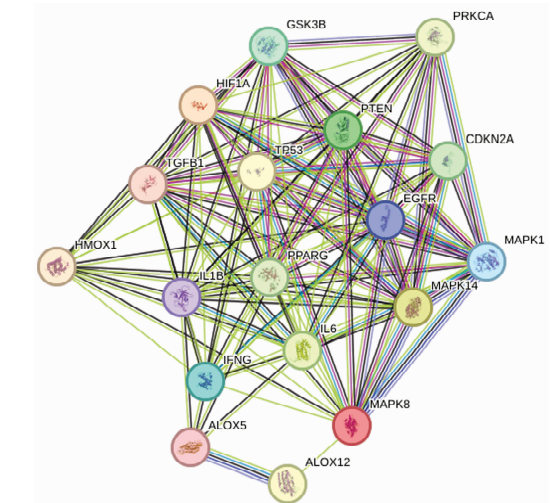 PRKCA
GSK3B
HIF1A
PTEN
CDKN2A
TP53
TGFB1
EGFR
MAPK1
HMOX1
PPARG
IL1B
MAPK14
IL6
IFNG
MAPK8
ALOX5
ALOX12